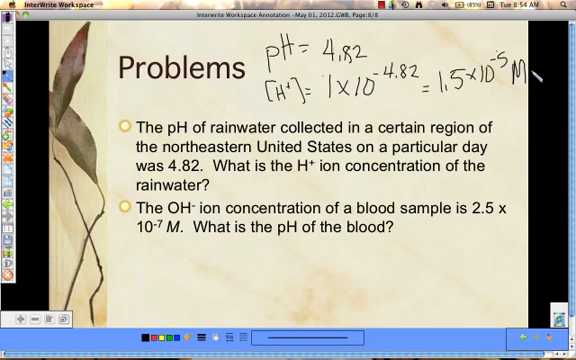 InterWrite Workspace
(85%) Tue 8:54 AM
Interwrite Workspace Annotation - May 01, 2012.GWB, Page:8/8
pH = 4.82
Problems [H⁺] = 1 x 10⁻⁴·⁸² = 1.5 x 10⁻⁵ M
The pH of rainwater collected in a certain region of
the northeastern United States on a particular day
was 4.82. What is the H⁺ ion concentration of the
rainwater?
The OH⁻ ion concentration of a blood sample is 2.5 x
10⁻⁷ M. What is the pH of the blood?